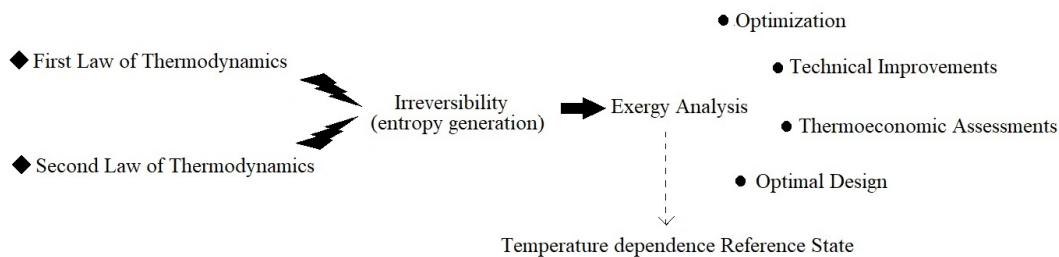 Optimization
First Law of Thermodynamics
Technical Improvements
Irreversibility
(entropy generation)
Exergy Analysis
Thermoeconomic Assessments
Second Law of Thermodynamics
Optimal Design
Temperature dependence Reference State